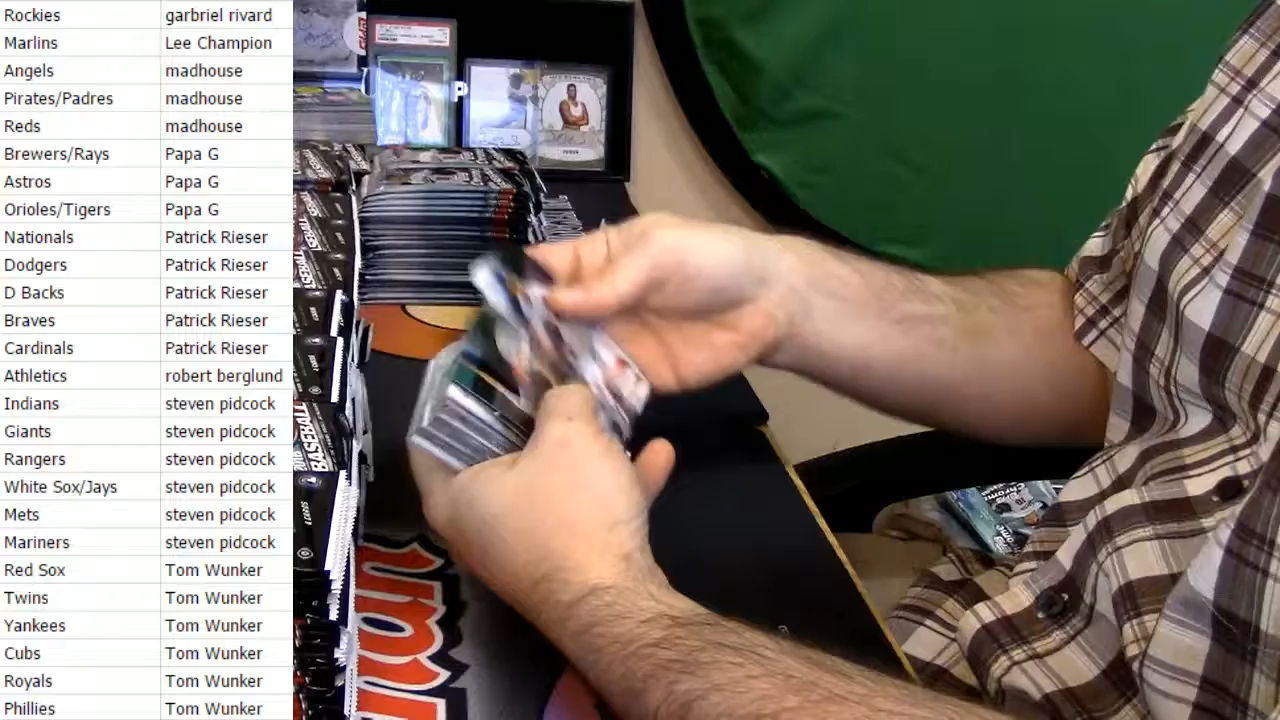 Rockies garbriel rivard
Marlins Lee Champion
Angels madhouse
Pirates/Padres madhouse
Reds madhouse
Brewers/Rays Papa G
Astros Papa G
Orioles/Tigers Papa G
Nationals Patrick Rieser
Dodgers Patrick Rieser
D Backs Patrick Rieser
Braves Patrick Rieser
Cardinals Patrick Rieser
Athletics robert berglund
Indians steven pidcock
Giants steven pidcock
Rangers steven pidcock
White Sox/Jays steven pidcock
Mets steven pidcock
Mariners steven pidcock
Red Sox Tom Wunker
Twins Tom Wunker
Yankees Tom Wunker
Cubs Tom Wunker
Royals Tom Wunker
Phillies Tom Wunker
BASEBALL
Chrome